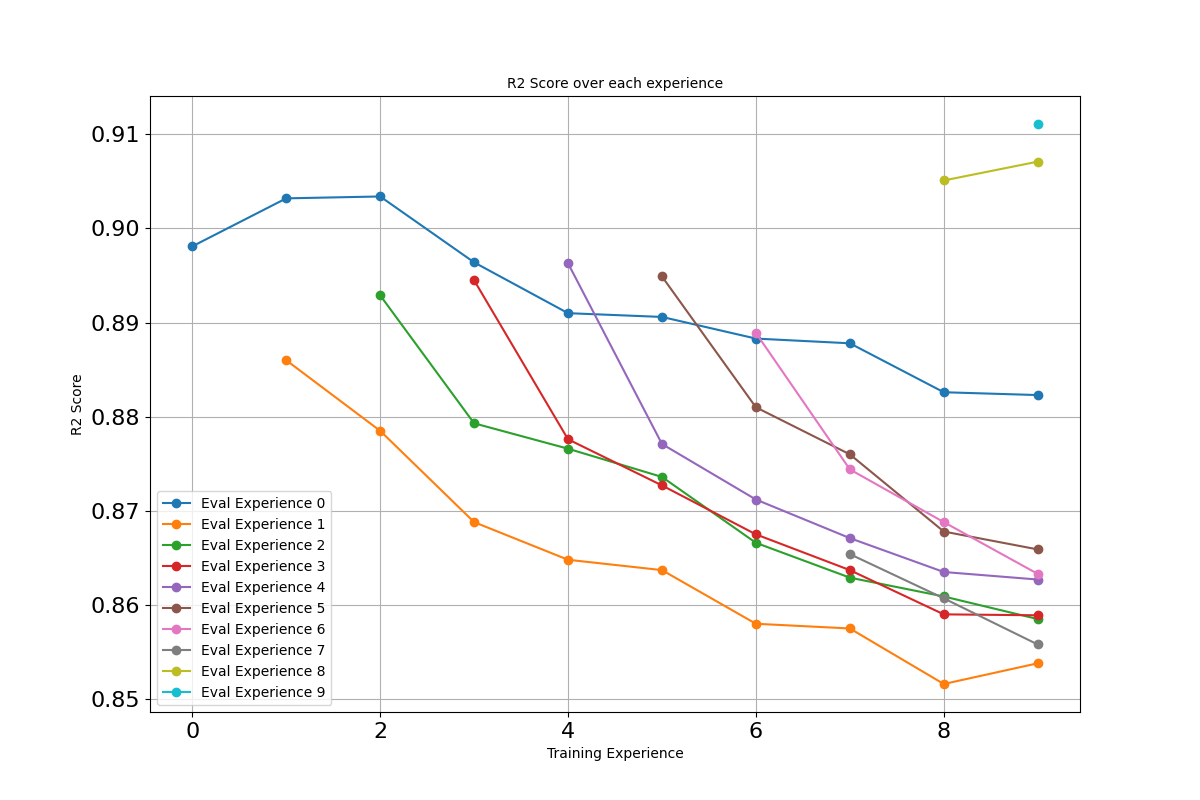 R2 Score over each experience
R2 Score
0.91
0.90
0.89
0.88
0.87
0.86
0.85
Eval Experience 0
Eval Experience 1
Eval Experience 2
Eval Experience 3
Eval Experience 4
Eval Experience 5
Eval Experience 6
Eval Experience 7
Eval Experience 8
Eval Experience 9
0 2 4 6 8
Training Experience